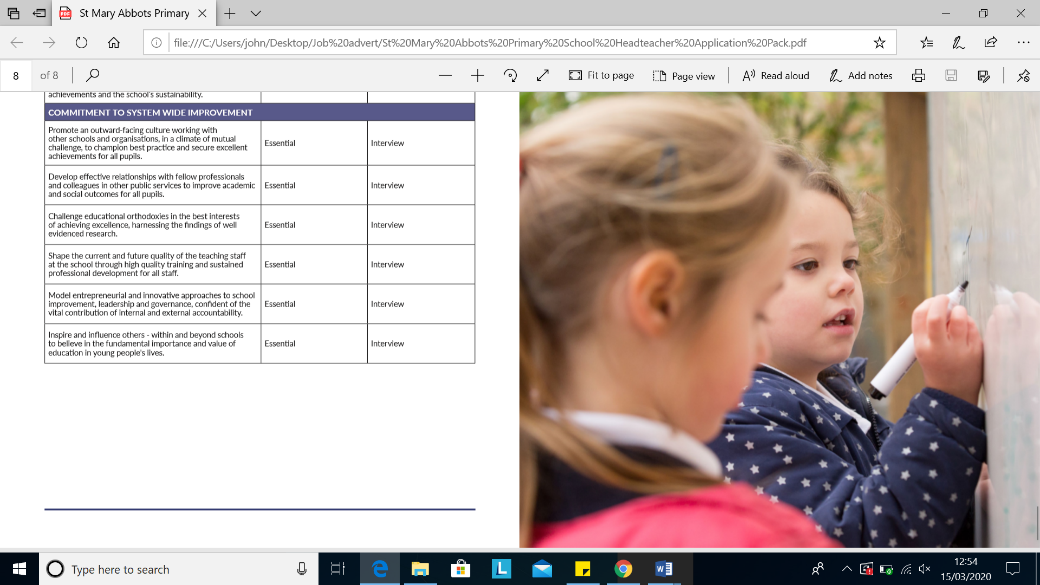 St Mary Abbots Primary
file:///C:/Users/john/Desktop/Job%20advert/St%20Mary%20Abbots%20Primary%20School%20Headteacher%20Application%20Pack.pdf
8 of 8 Fit to page Page view Read aloud Add notes
achievements and the school's sustainability.
COMMITMENT TO SYSTEM WIDE IMPROVEMENT
Promote an outward-facing culture working with
other schools and organisations, in a climate of mutual
challenge, to champion best practice and secure excellent
achievements for all pupils.
Essential
Interview
Develop effective relationships with fellow professionals
and colleagues in other public services to improve academic
and social outcomes for all pupils.
Essential
Interview
Challenge educational orthodoxies in the best interests
of achieving excellence, harnessing the findings of well
evidenced research.
Essential
Interview
Shape the current and future quality of the teaching staff
at the school through high quality training and sustained
professional development for all staff.
Essential
Interview
Model entrepreneurial and innovative approaches to school
improvement, leadership and governance, confident of the
vital contribution of internal and external accountability.
Essential
Interview
Inspire and influence others - within and beyond schools
to believe in the fundamental importance and value of
education in young people's lives.
Essential
Interview
Type here to search
12:54
15/03/2020